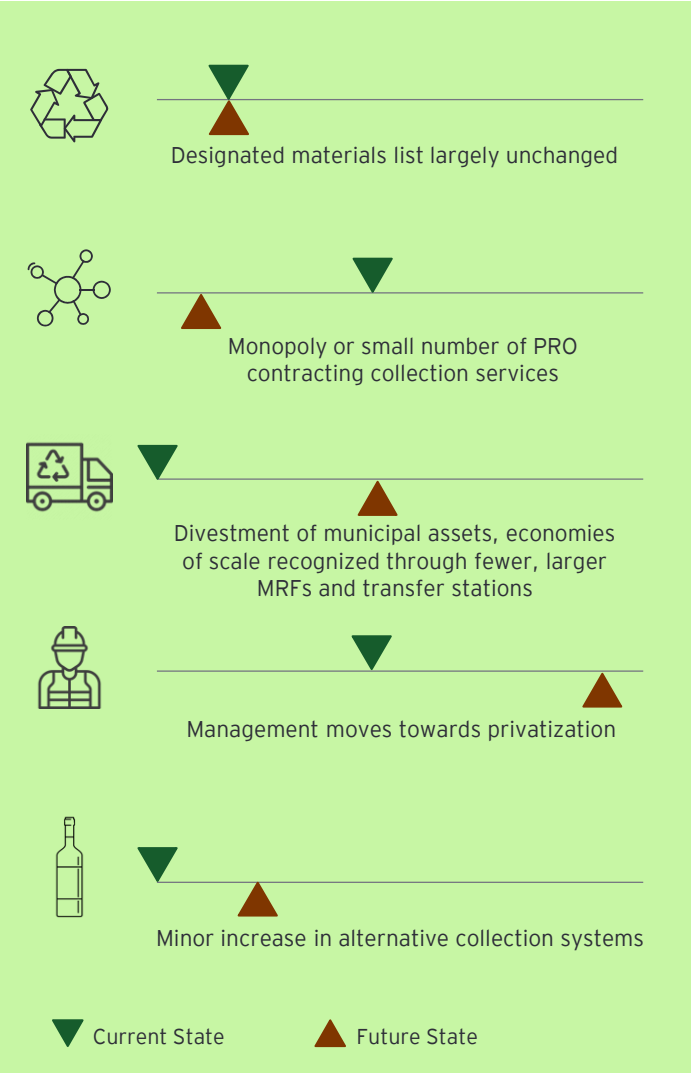 Designated materials list largely unchanged
Monopoly or small number of PRO
contracting collection services
Divestment of municipal assets, economies
of scale recognized through fewer, larger
MRFs and transfer stations
Management moves towards privatization
Minor increase in alternative collection systems
Current State
Future State